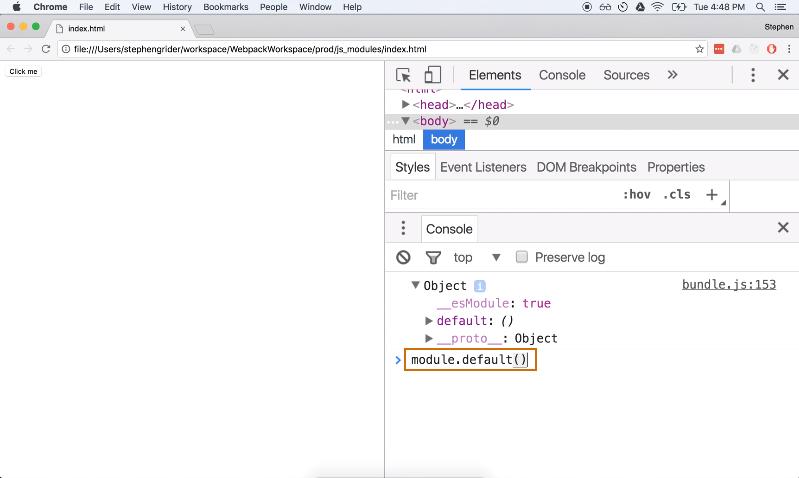 Chrome File Edit View History Bookmarks People Window Help Tue 4:48 PM
index.html Stephen
file:///Users/stephengrider/workspace/WebpackWorkspace/prod/js_modules/index.html
Click me
Elements Console Sources »
<html>
<head>…</head>
<body> == $0
html body
Styles Event Listeners DOM Breakpoints Properties
Filter :hov .cls +
Console
top Preserve log
Object i bundle.js:153
__esModule: true
default: ()
__proto__: Object
> module.default()